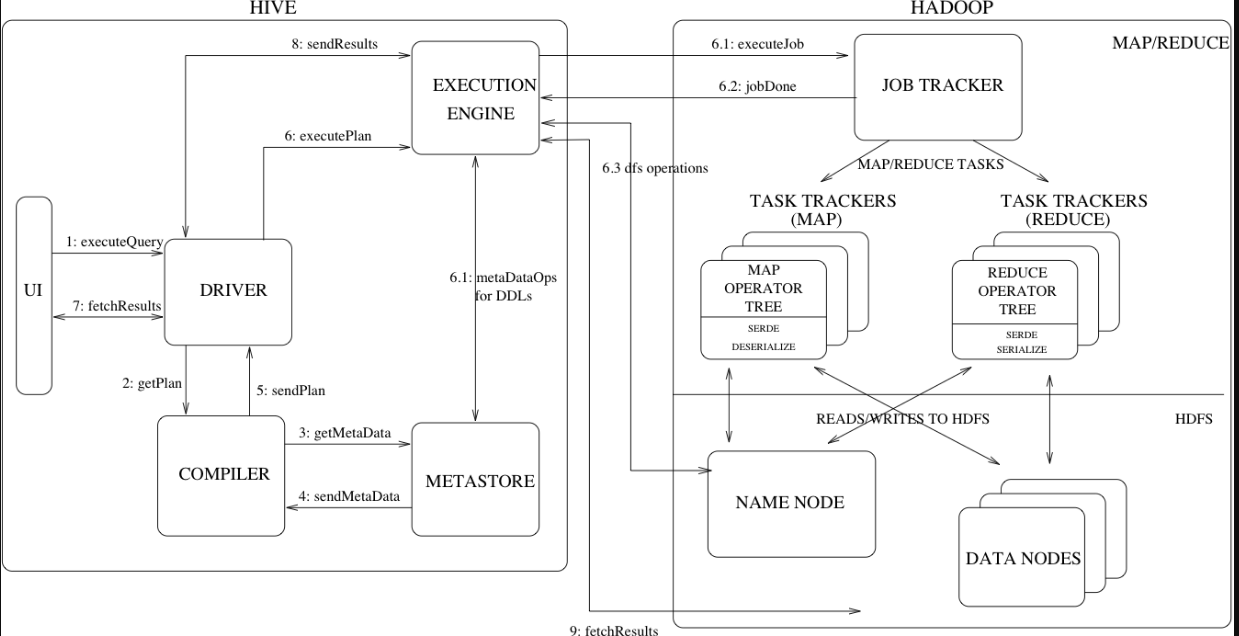 HIVE
HADOOP
8: sendResults
6.1: executeJob
MAP/REDUCE
EXECUTION
ENGINE
6.2: jobDone
JOB TRACKER
6: executePlan
6.3 dfs operations
MAP/REDUCE TASKS
TASK TRACKERS
(MAP)
TASK TRACKERS
(REDUCE)
1: executeQuery
UI
DRIVER
7: fetchResults
6.1: metaDataOps
for DDLs
MAP
OPERATOR
TREE
SERDE
DESERIALIZE
REDUCE
OPERATOR
TREE
SERDE
SERIALIZE
2: getPlan
5: sendPlan
READS/WRITES TO HDFS
HDFS
3: getMetaData
COMPILER
METASTORE
4: sendMetaData
NAME NODE
DATA NODES
9: fetchResults